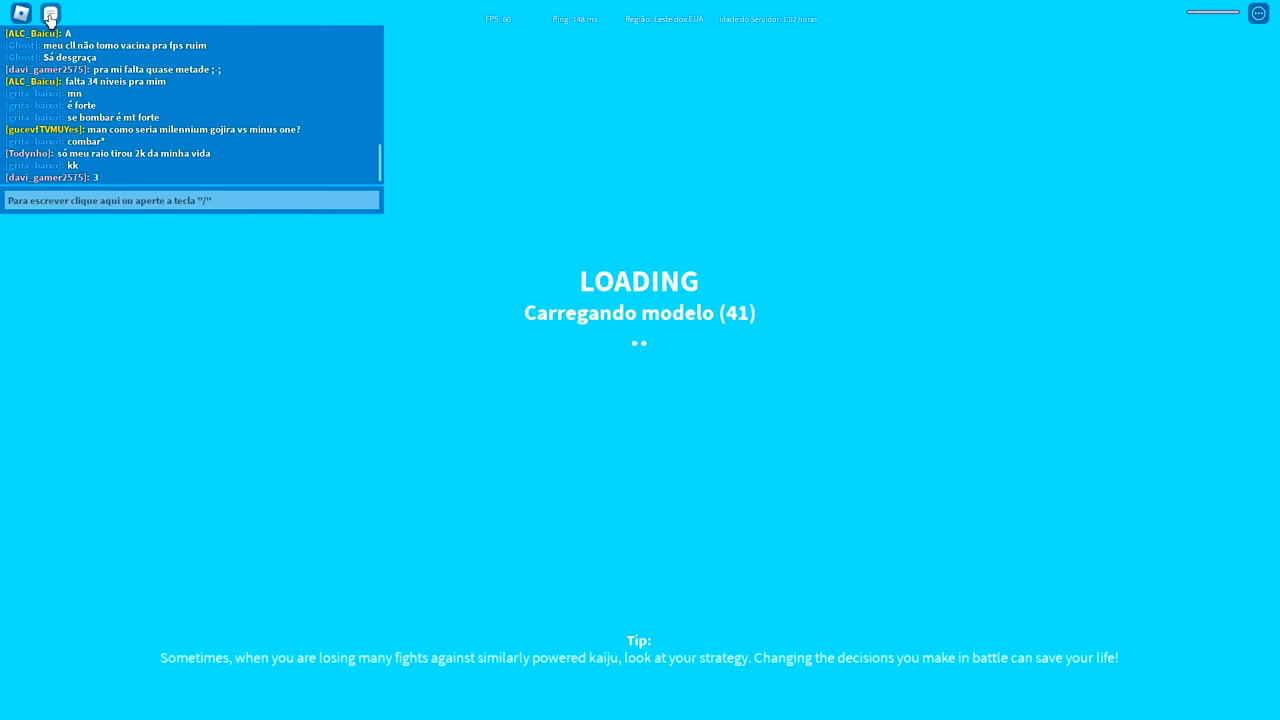 FPS: 60 Ping: 148 ms Região: Leste dos EUA Idade do Servidor: 1.02 horas
[ALC_Baicu]: A
[Ghost]: meu cll não tomo vacina pra fps ruim
[Ghost]: Sá desgraça
[davi_gamer2575]: pra mi falta quase metade ;-;
[ALC_Baicu]: falta 34 niveis pra mim
[grita_baixo]: mn
[grita_baixo]: é forte
[grita_baixo]: se bombar é mt forte
[gucevfTVMUYes]: man como seria milennium gojira vs minus one?
[grita_baixo]: combar*
[Todynho]: só meu raio tirou 2k da minha vida
[grita_baixo]: kk
[davi_gamer2575]: 3
Para escrever clique aqui ou aperte a tecla "/"
LOADING
Carregando modelo (41)
Tip:
Sometimes, when you are losing many fights against similarly powered kaiju, look at your strategy. Changing the decisions you make in battle can save your life!